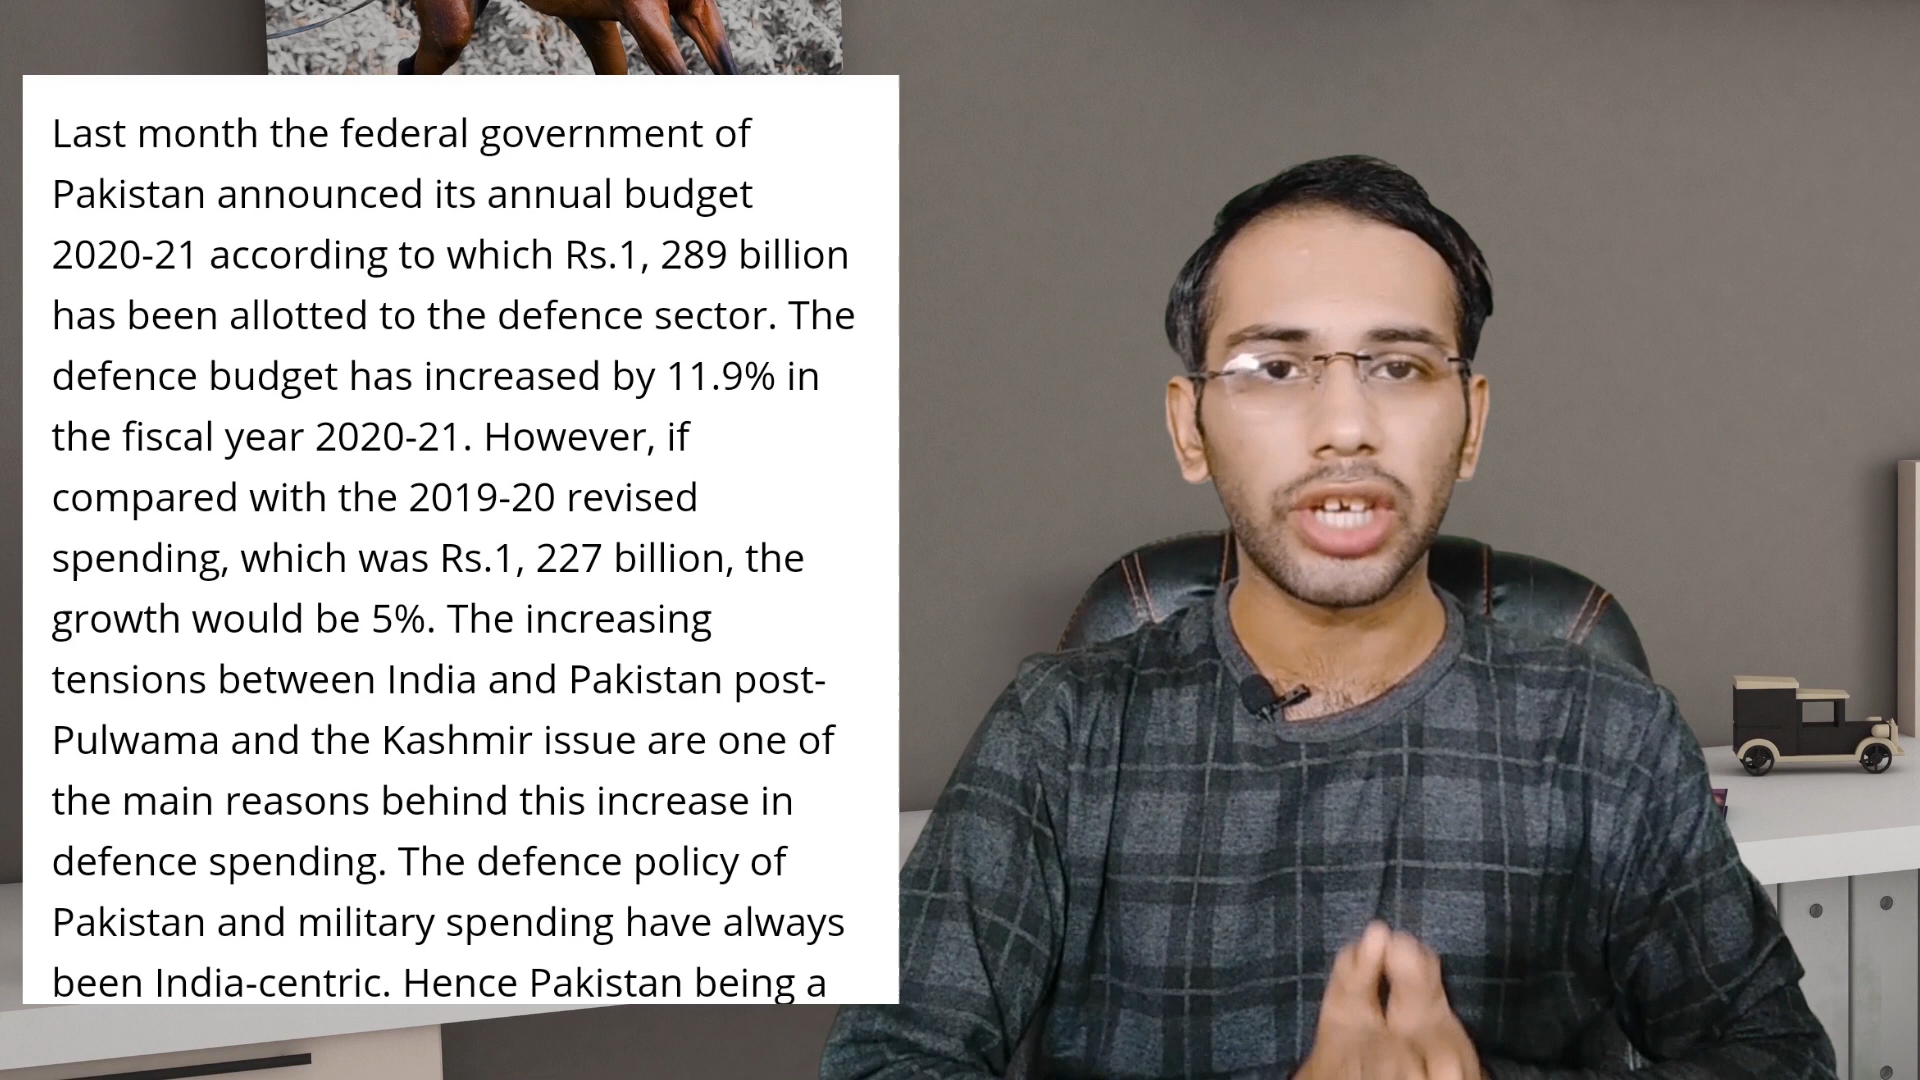 Last month the federal government of
Pakistan announced its annual budget
2020-21 according to which Rs.1, 289 billion
has been allotted to the defence sector. The
defence budget has increased by 11.9% in
the fiscal year 2020-21. However, if
compared with the 2019-20 revised
spending, which was Rs.1, 227 billion, the
growth would be 5%. The increasing
tensions between India and Pakistan post-
Pulwama and the Kashmir issue are one of
the main reasons behind this increase in
defence spending. The defence policy of
Pakistan and military spending have always
been India-centric. Hence Pakistan being a